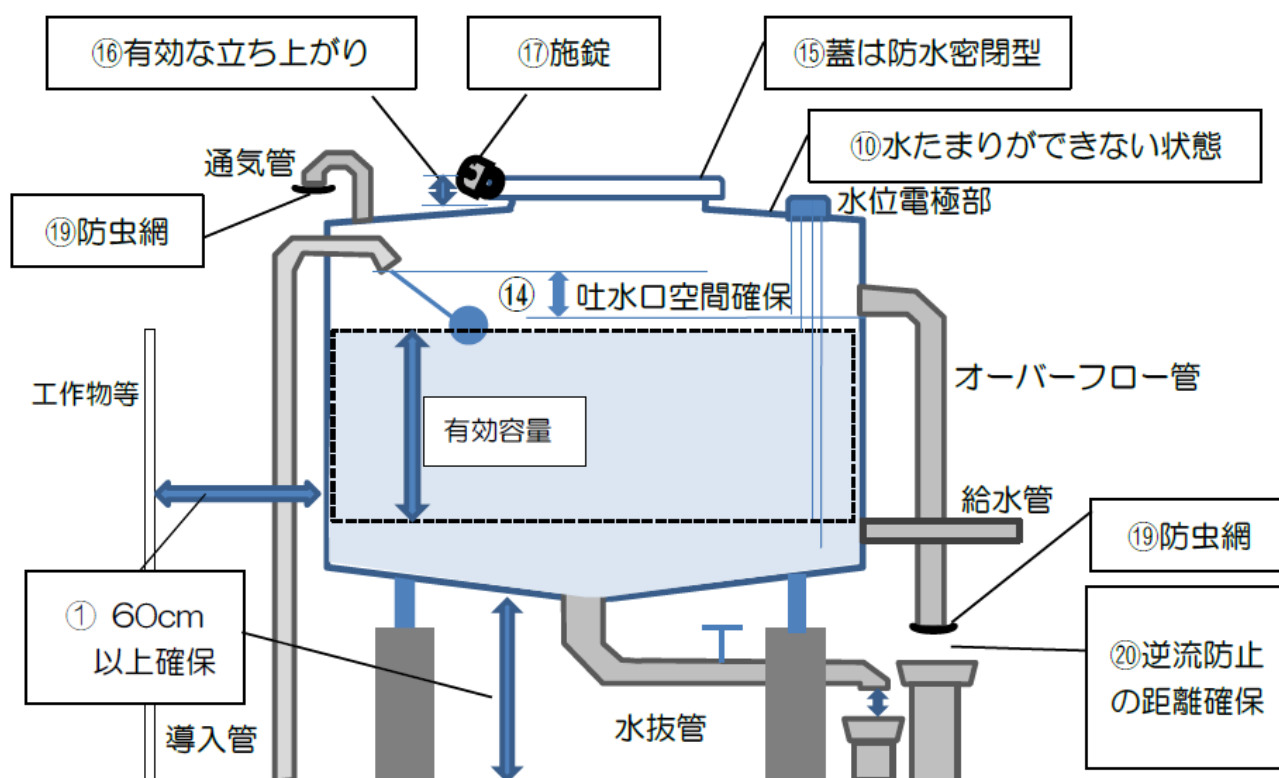 ⑯有効な立ち上がり
⑰施錠
⑮蓋は防水密閉型
⑩水たまりができない状態
通気管
水位電極部
⑲防虫網
⑭
吐水口空間確保
工作物等
オーバーフロー管
有効容量
給水管
⑲防虫網
① 60cm
以上確保
⑳逆流防止
の距離確保
導入管
水抜管